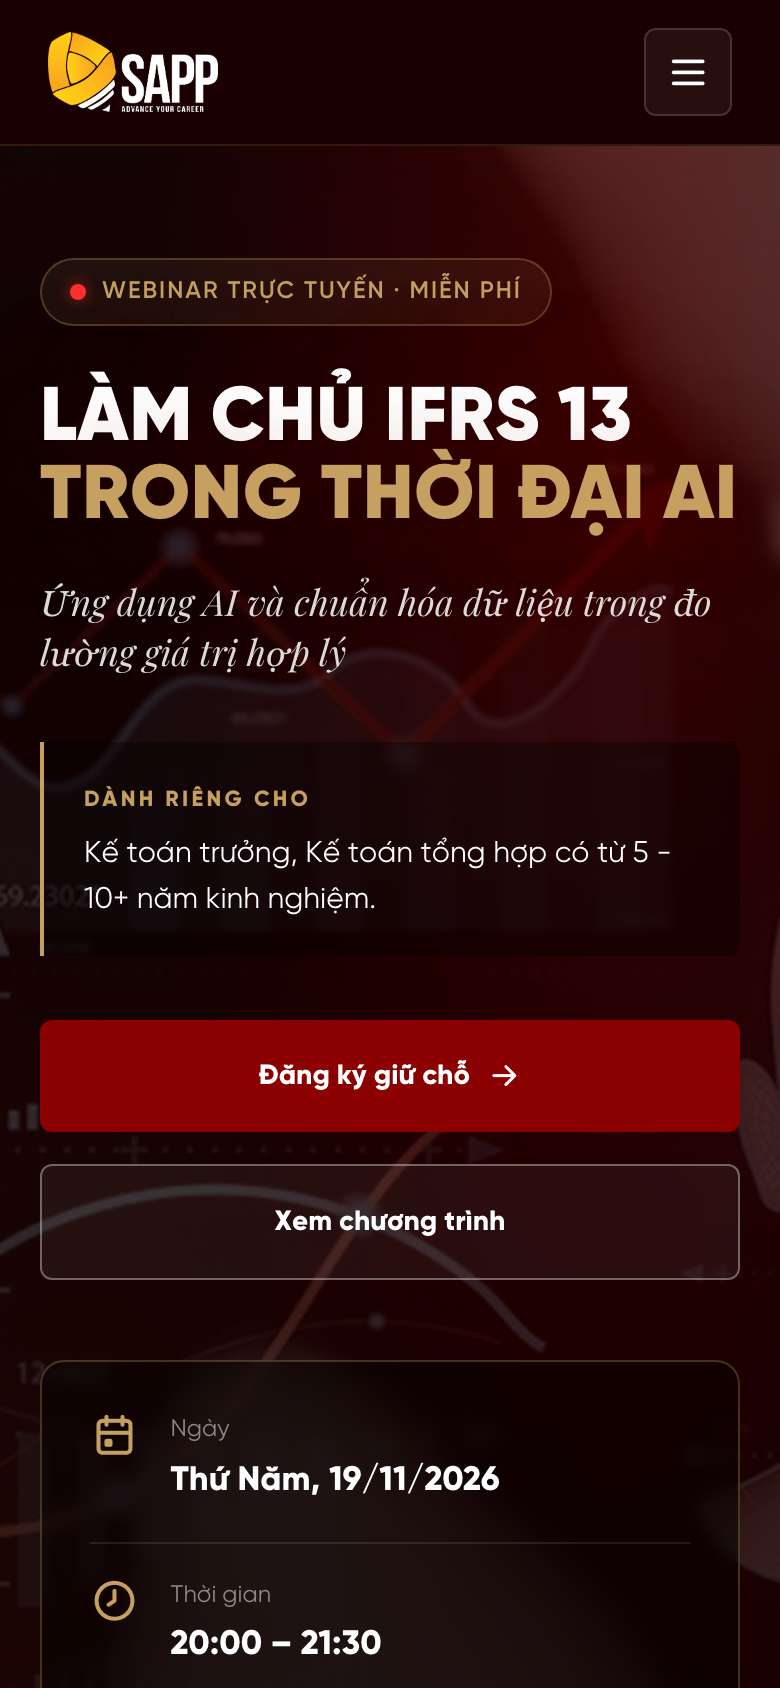 SAPP
ADVANCE YOUR CAREER
WEBINAR TRỰC TUYẾN · MIỄN PHÍ
LÀM CHỦ IFRS 13
TRONG THỜI ĐẠI AI
Ứng dụng AI và chuẩn hóa dữ liệu trong đo
lường giá trị hợp lý
DÀNH RIÊNG CHO
Kế toán trưởng, Kế toán tổng hợp có từ 5 -
10+ năm kinh nghiệm.
Đăng ký giữ chỗ →
Xem chương trình
Ngày
Thứ Năm, 19/11/2026
Thời gian
20:00 – 21:30